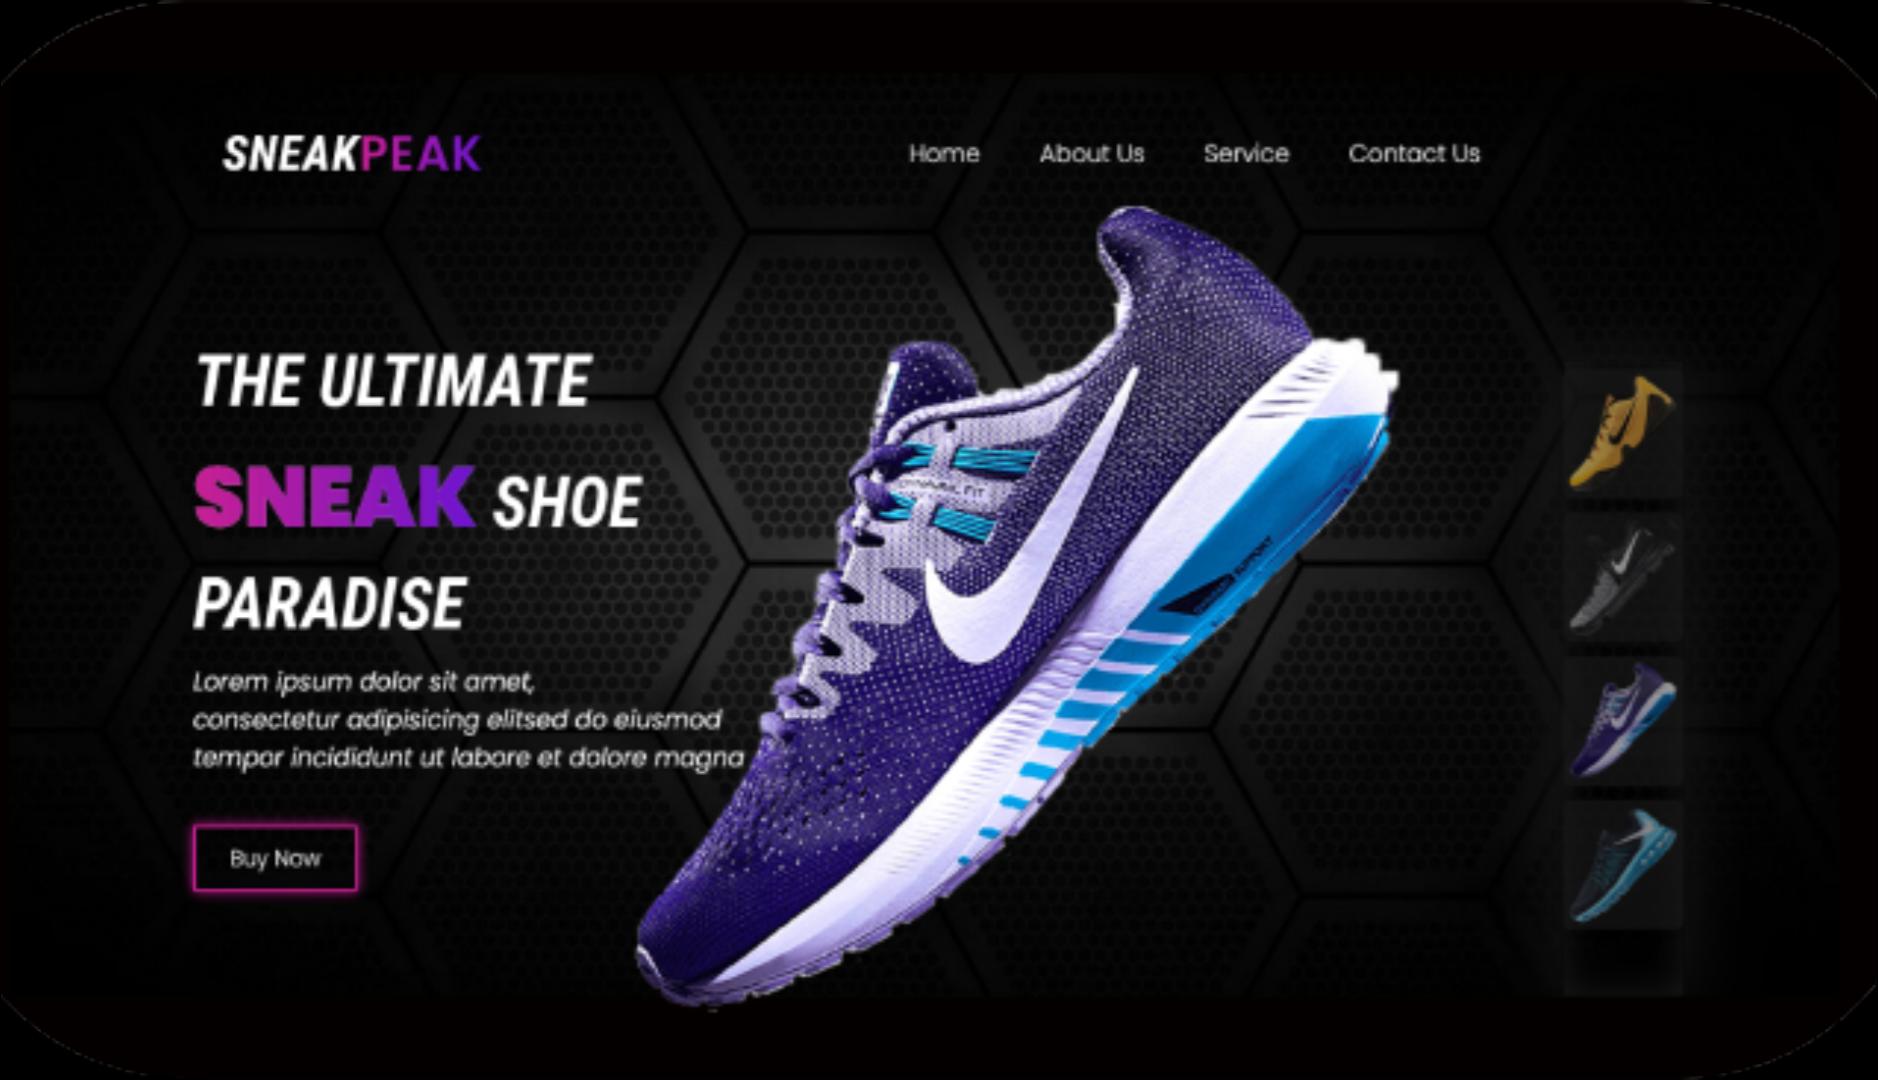 SNEAKPEAK
Home About Us Service Contact Us
THE ULTIMATE
SNEAK SHOE
PARADISE
Lorem ipsum dolor sit amet,
consectetur adipisicing elitsed do eiusmod
tempor incididunt ut labore et dolore magna
Buy Now